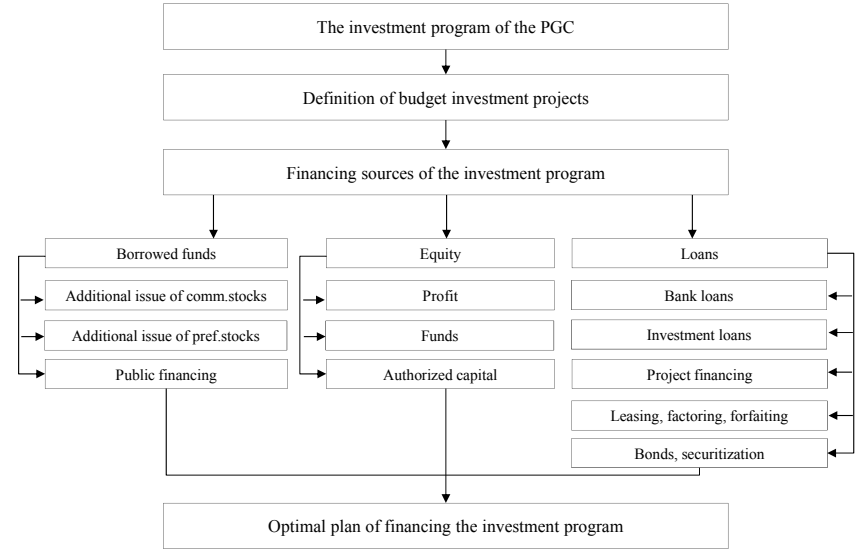 The investment program of the PGC
Definition of budget investment projects
Financing sources of the investment program
Borrowed funds
Equity
Loans
Additional issue of comm.stocks
Profit
Bank loans
Additional issue of pref.stocks
Funds
Investment loans
Public financing
Authorized capital
Project financing
Leasing, factoring, forfaiting
Bonds, securitization
Optimal plan of financing the investment program